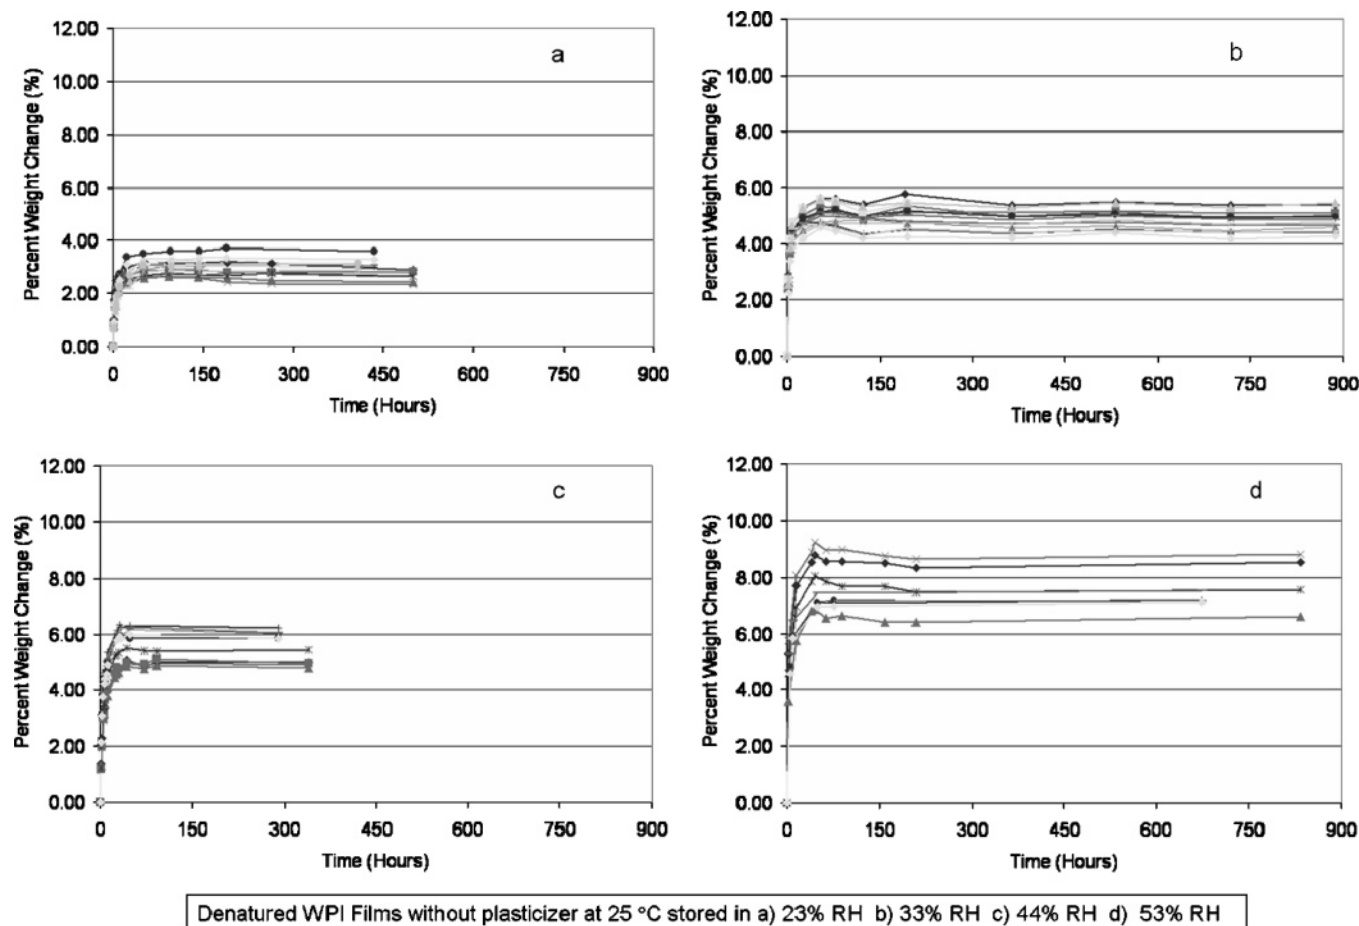 12.00
10.00
8.00
6.00
4.00
2.00
0.00
Percent Weight Change (%)
a
0 150 300 450 600 750 900
Time (Hours)
12.00
10.00
8.00
6.00
4.00
2.00
0.00
Percent Weight Change (%)
b
0 150 300 450 600 750 900
Time (Hours)
12.00
10.00
8.00
6.00
4.00
2.00
0.00
Percent Weight Change (%)
c
0 150 300 450 600 750 900
Time (Hours)
12.00
10.00
8.00
6.00
4.00
2.00
0.00
Percent Weight Change (%)
d
0 150 300 450 600 750 900
Time (Hours)
Denatured WPI Films without plasticizer at 25 °C stored in a) 23% RH b) 33% RH c) 44% RH d) 53% RH